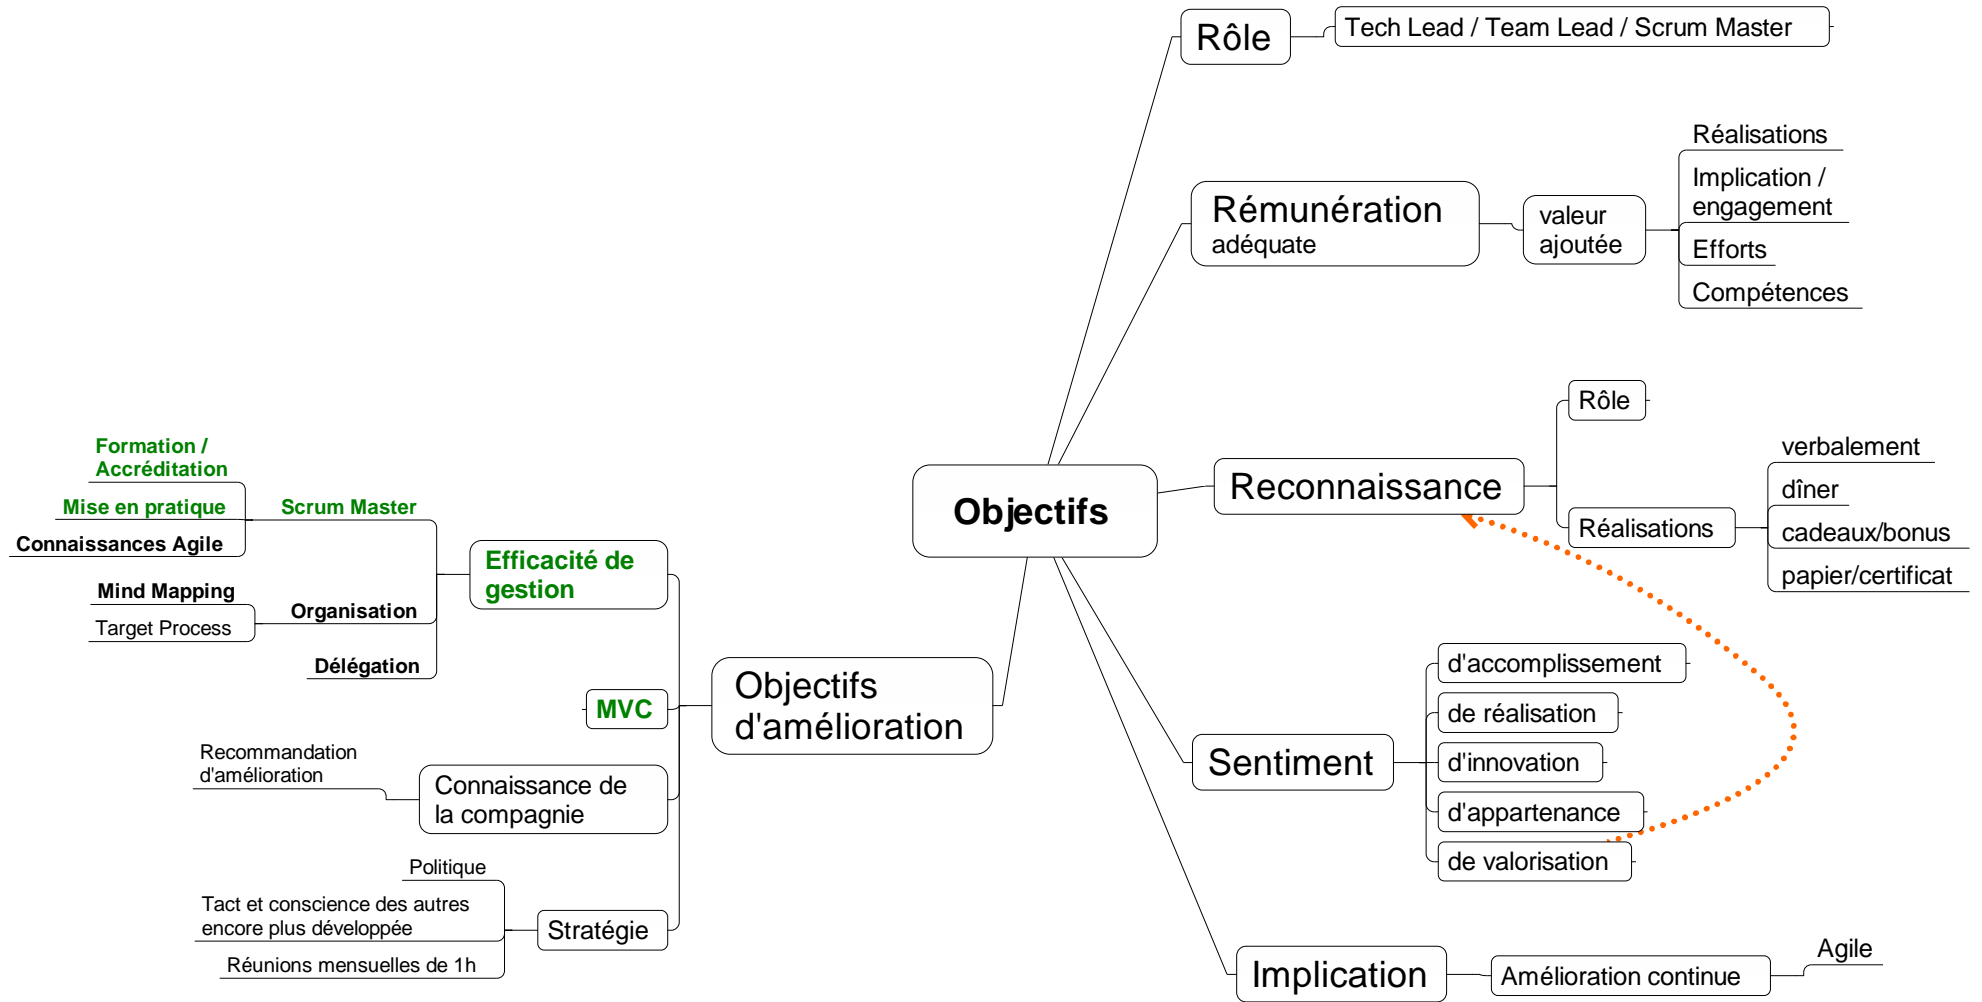 Objectifs
Rôle
Tech Lead / Team Lead / Scrum Master
Rémunération
adéquate
valeur
ajoutée
Réalisations
Implication /
engagement
Efforts
Compétences
Reconnaissance
Rôle
Réalisations
verbalement
dîner
cadeaux/bonus
papier/certificat
Sentiment
d'accomplissement
de réalisation
d'innovation
d'appartenance
de valorisation
Implication
Amélioration continue
Agile
Objectifs
d'amélioration
Efficacité de
gestion
Scrum Master
Formation /
Accréditation
Mise en pratique
Connaissances Agile
Organisation
Mind Mapping
Target Process
Délégation
MVC
Connaissance de
la compagnie
Recommandation
d'amélioration
Stratégie
Politique
Tact et conscience des autres
encore plus développée
Réunions mensuelles de 1h